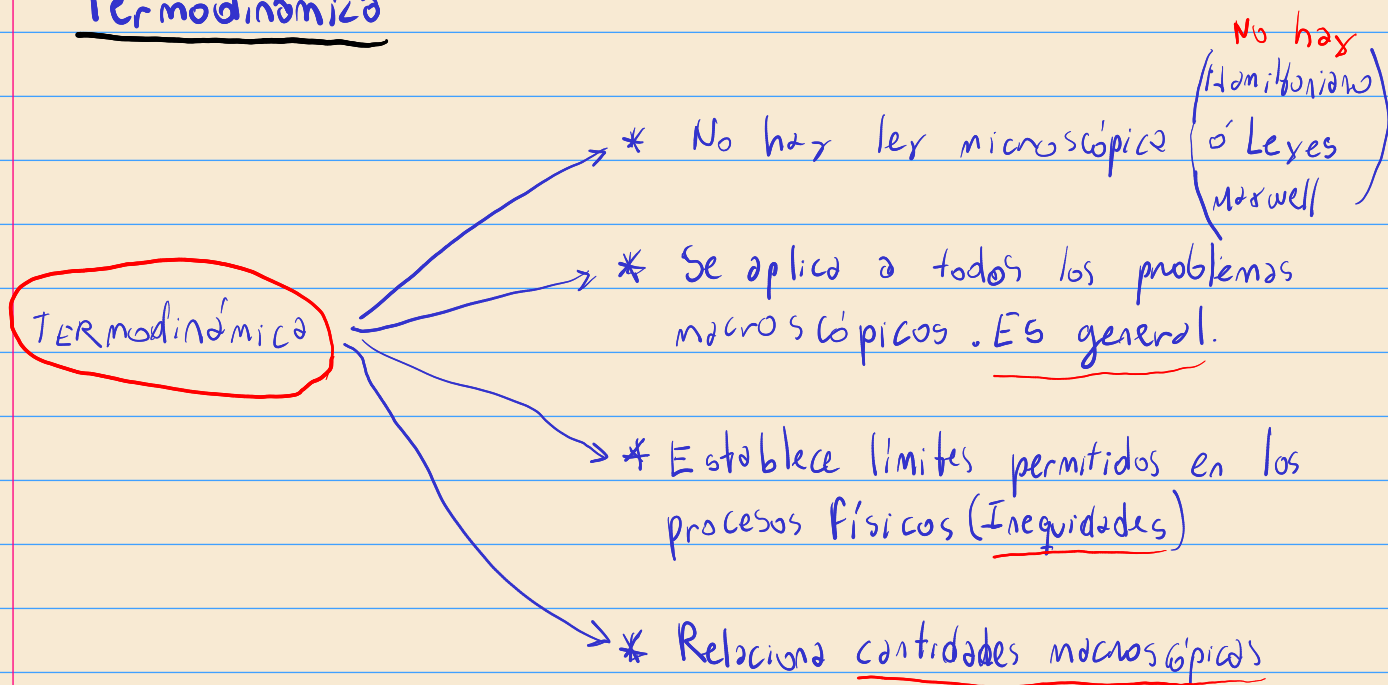 Termodinámica
No hay
* No hay ley microscópica (Hamiltoniano
ó Leyes
Maxwell)
* Se aplica a todos los problemas
macroscópicos. ES general.
TERmodinámica
* Establece límites permitidos en los
procesos físicos (Inequidades)
* Relaciona cantidades macroscópicas